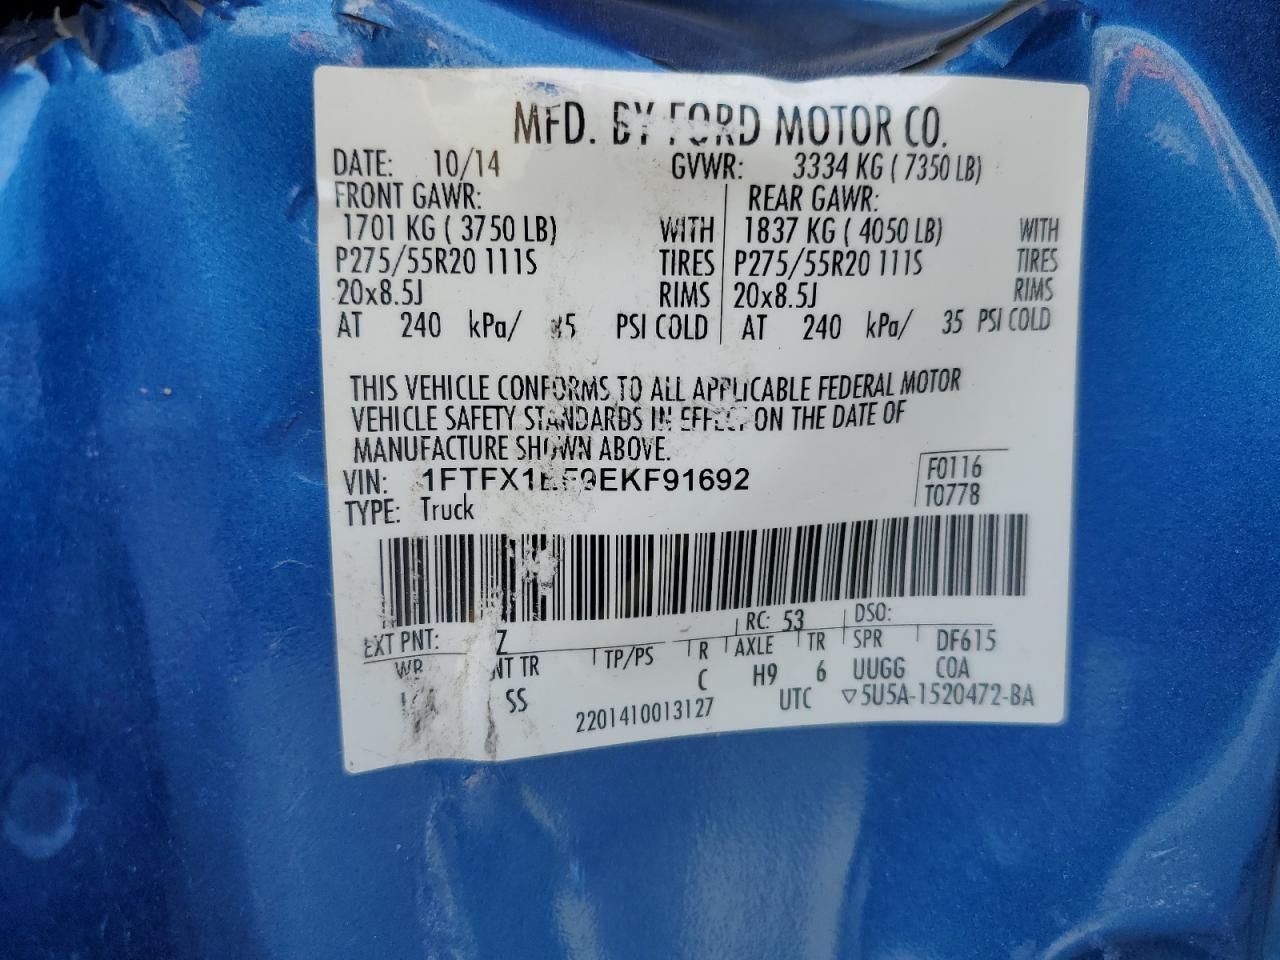 MFD. BY FORD MOTOR CO.
DATE: 10/14 GVWR: 3334 KG ( 7350 LB)
FRONT GAWR: REAR GAWR:
1701 KG ( 3750 LB) WITH 1837 KG ( 4050 LB) WITH
P275/55R20 111S TIRES P275/55R20 111S TIRES
20x8.5J RIMS 20x8.5J RIMS
AT 240 kPa/ PSI COLD AT 240 kPa/ 35 PSI COLD
THIS VEHICLE CONFORMS TO ALL APPLICABLE FEDERAL MOTOR
VEHICLE SAFETY STANDARDS IN EFFECT ON THE DATE OF
MANUFACTURE SHOWN ABOVE.
VIN: F0116
TYPE: Truck T0778
EXT PNT: RC: 53 DSO:
WB TP/PS R AXLE TR SPR DF615
C H9 6 UUGG COA
SS 2201410013127 UTC ▽5U5A-1520472-BA